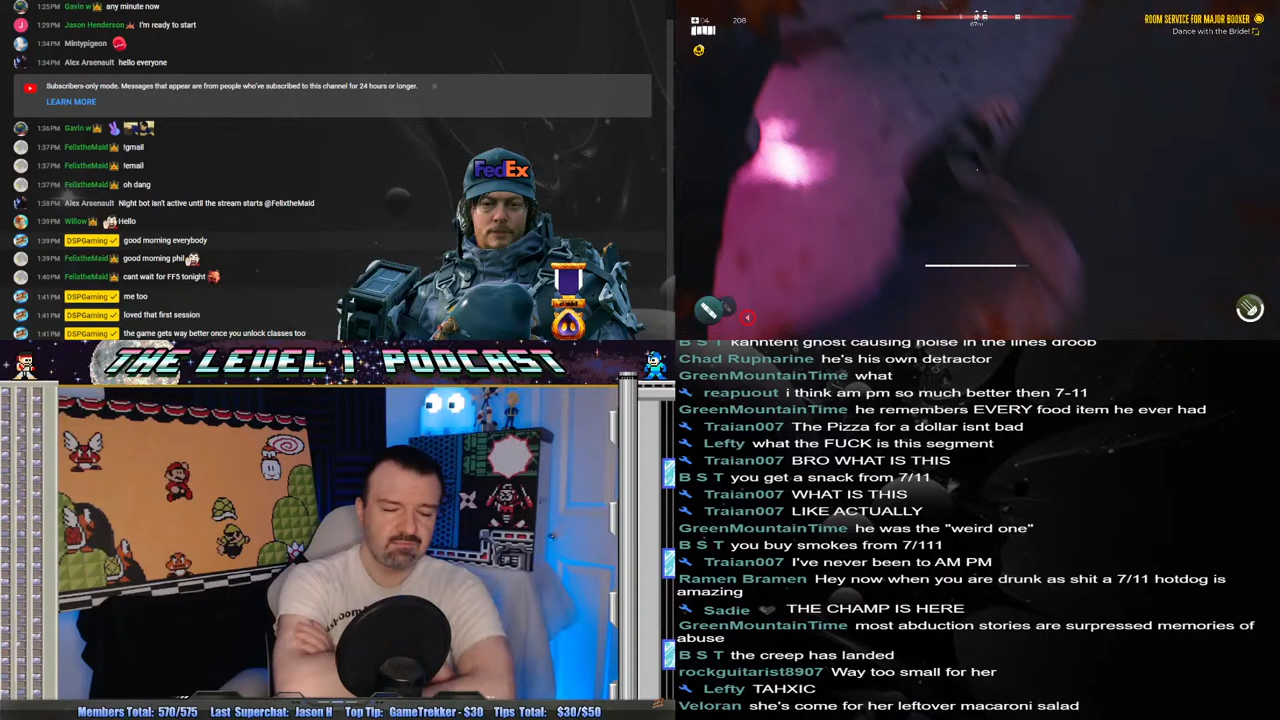 1:25PM Gavin w any minute now
1:29PM Jason Henderson I'm ready to start
1:34PM Mintypigeon
1:34PM Alex Arsenault hello everyone
Subscribers-only mode. Messages that appear are from people who've subscribed to this channel for 24 hours or longer.
LEARN MORE
1:36PM Gavin w
1:37PM FelixtheMaid !gmail
1:37PM FelixtheMaid !email
1:37PM FelixtheMaid oh dang
1:38PM Alex Arsenault Night bot isn't active until the stream starts @FelixtheMaid
1:39PM Willow Hello
1:39PM DSPGaming good morning everybody
1:39PM FelixtheMaid good morning phil
1:40PM FelixtheMaid cant wait for FF5 tonight
1:41PM DSPGaming me too
1:41PM DSPGaming loved that first session
1:41PM DSPGaming the game gets way better once you unlock classes too
FedEx
04 208
67m
ROOM SERVICE FOR MAJOR BOOKER
Dance with the Bride!
THE LEVEL 1 PODCAST
B S T kahntent ghost causing noise in the lines droob
Chad Rupnarine he's his own detractor
GreenMountainTime what
reapuout i think am pm so much better then 7-11
GreenMountainTime he remembers EVERY food item he ever had
Traian007 The Pizza for a dollar isnt bad
Lefty what the FUCK is this segment
Traian007 BRO WHAT IS THIS
B S T you get a snack from 7/11
Traian007 WHAT IS THIS
Traian007 LIKE ACTUALLY
GreenMountainTime he was the "weird one"
B S T you buy smokes from 7/111
Traian007 I've never been to AM PM
Ramen Bramen Hey now when you are drunk as shit a 7/11 hotdog is
amazing
Sadie THE CHAMP IS HERE
GreenMountainTime most abduction stories are surpressed memories of
abuse
B S T the creep has landed
rockguitarist8907 Way too small for her
Lefty TAHXIC
Veloran she's come for her leftover macaroni salad
Members Total: 570/575 Last Superchat: Jason H Top Tip: GameTrekker - $30 Tips Total: $30/$50